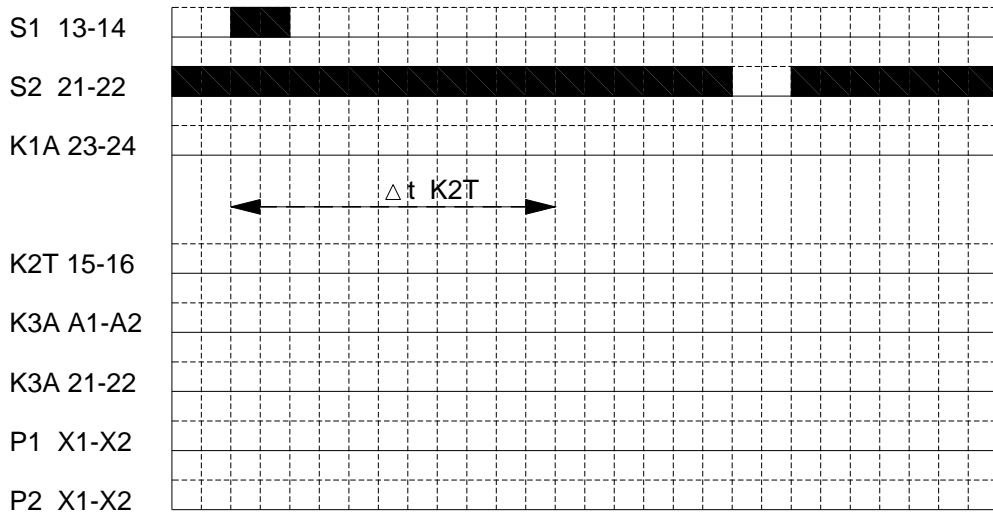 S1 13-14
S2 21-22
K1A 23-24
△ t K2T
K2T 15-16
K3A A1-A2
K3A 21-22
P1 X1-X2
P2 X1-X2